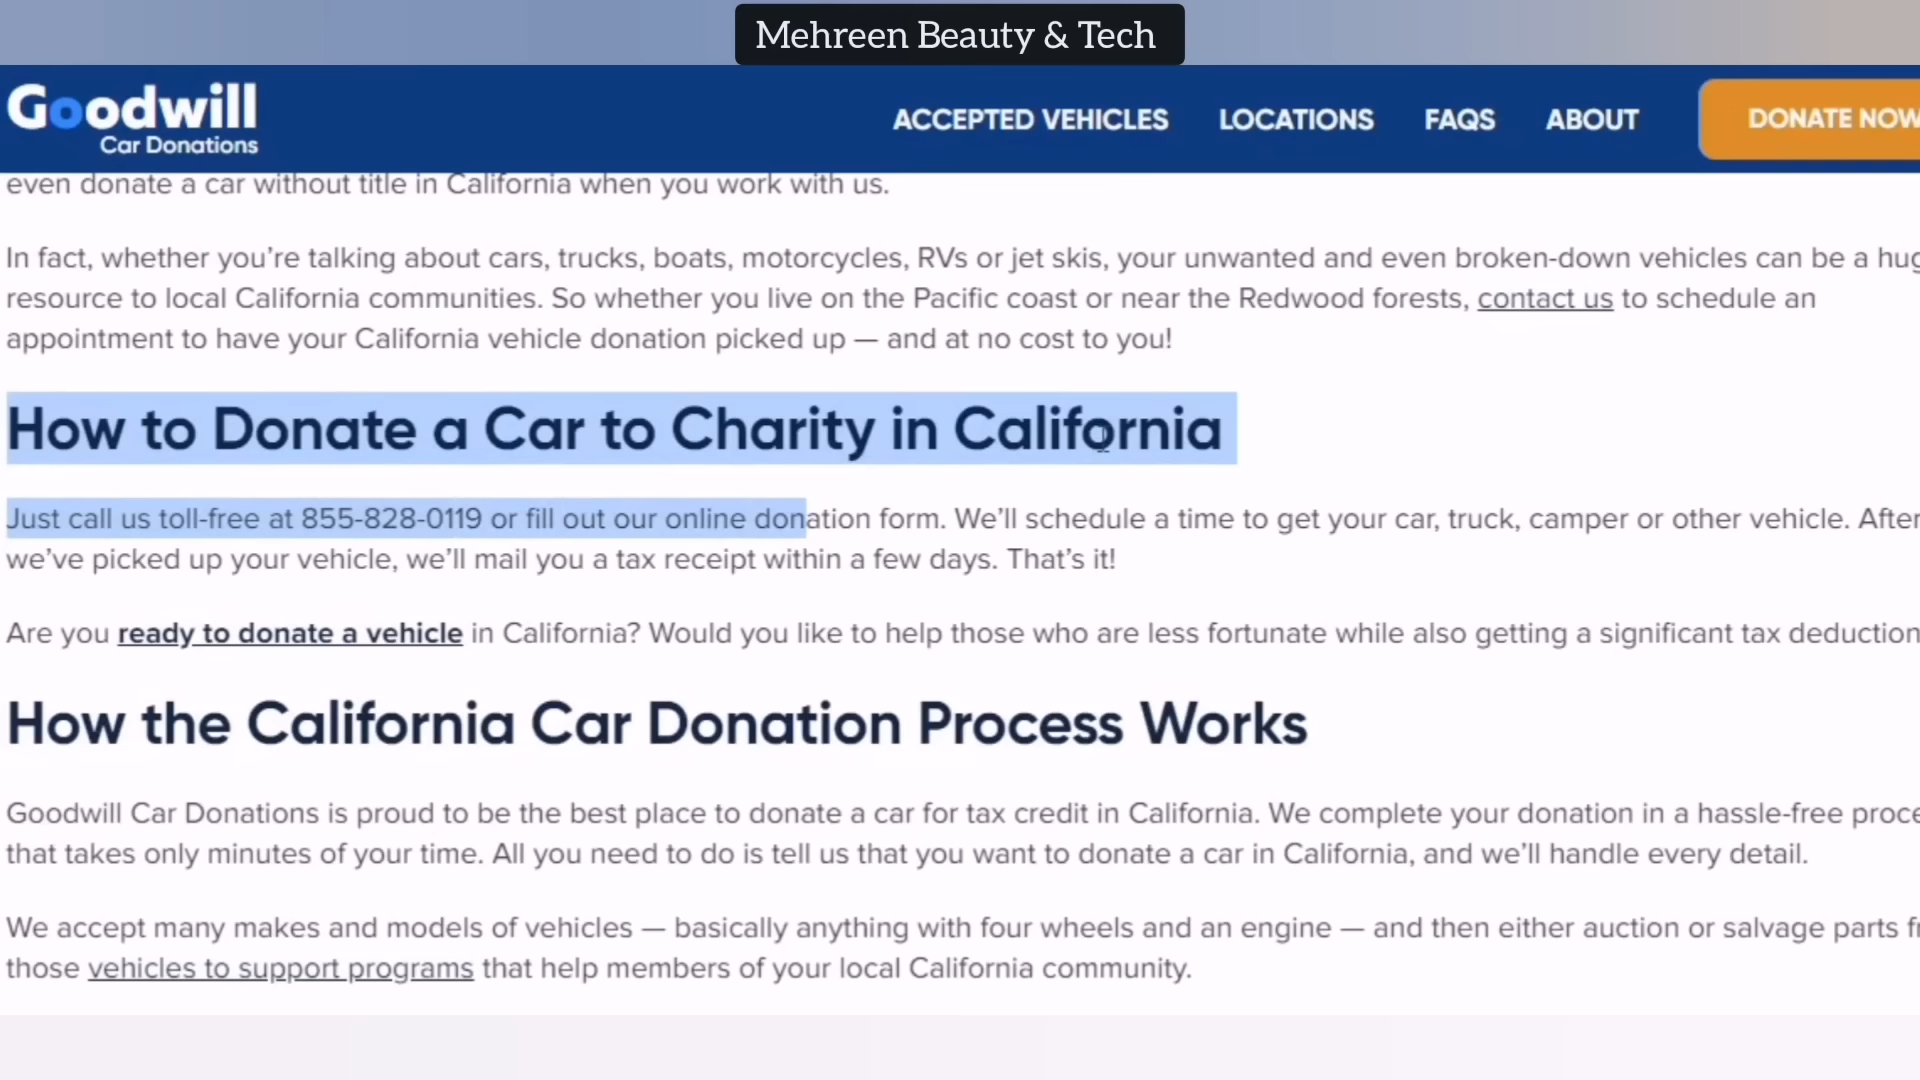 Mehreen Beauty & Tech
Goodwill
Car Donations
ACCEPTED VEHICLES LOCATIONS FAQS ABOUT DONATE NOW
even donate a car without title in California when you work with us.
In fact, whether you’re talking about cars, trucks, boats, motorcycles, RVs or jet skis, your unwanted and even broken-down vehicles can be a hug
resource to local California communities. So whether you live on the Pacific coast or near the Redwood forests, contact us to schedule an
appointment to have your California vehicle donation picked up — and at no cost to you!
How to Donate a Car to Charity in California
Just call us toll-free at 855-828-0119 or fill out our online donation form. We’ll schedule a time to get your car, truck, camper or other vehicle. After
we’ve picked up your vehicle, we’ll mail you a tax receipt within a few days. That’s it!
Are you ready to donate a vehicle in California? Would you like to help those who are less fortunate while also getting a significant tax deduction
How the California Car Donation Process Works
Goodwill Car Donations is proud to be the best place to donate a car for tax credit in California. We complete your donation in a hassle-free proce
that takes only minutes of your time. All you need to do is tell us that you want to donate a car in California, and we’ll handle every detail.
We accept many makes and models of vehicles — basically anything with four wheels and an engine — and then either auction or salvage parts fr
those vehicles to support programs that help members of your local California community.